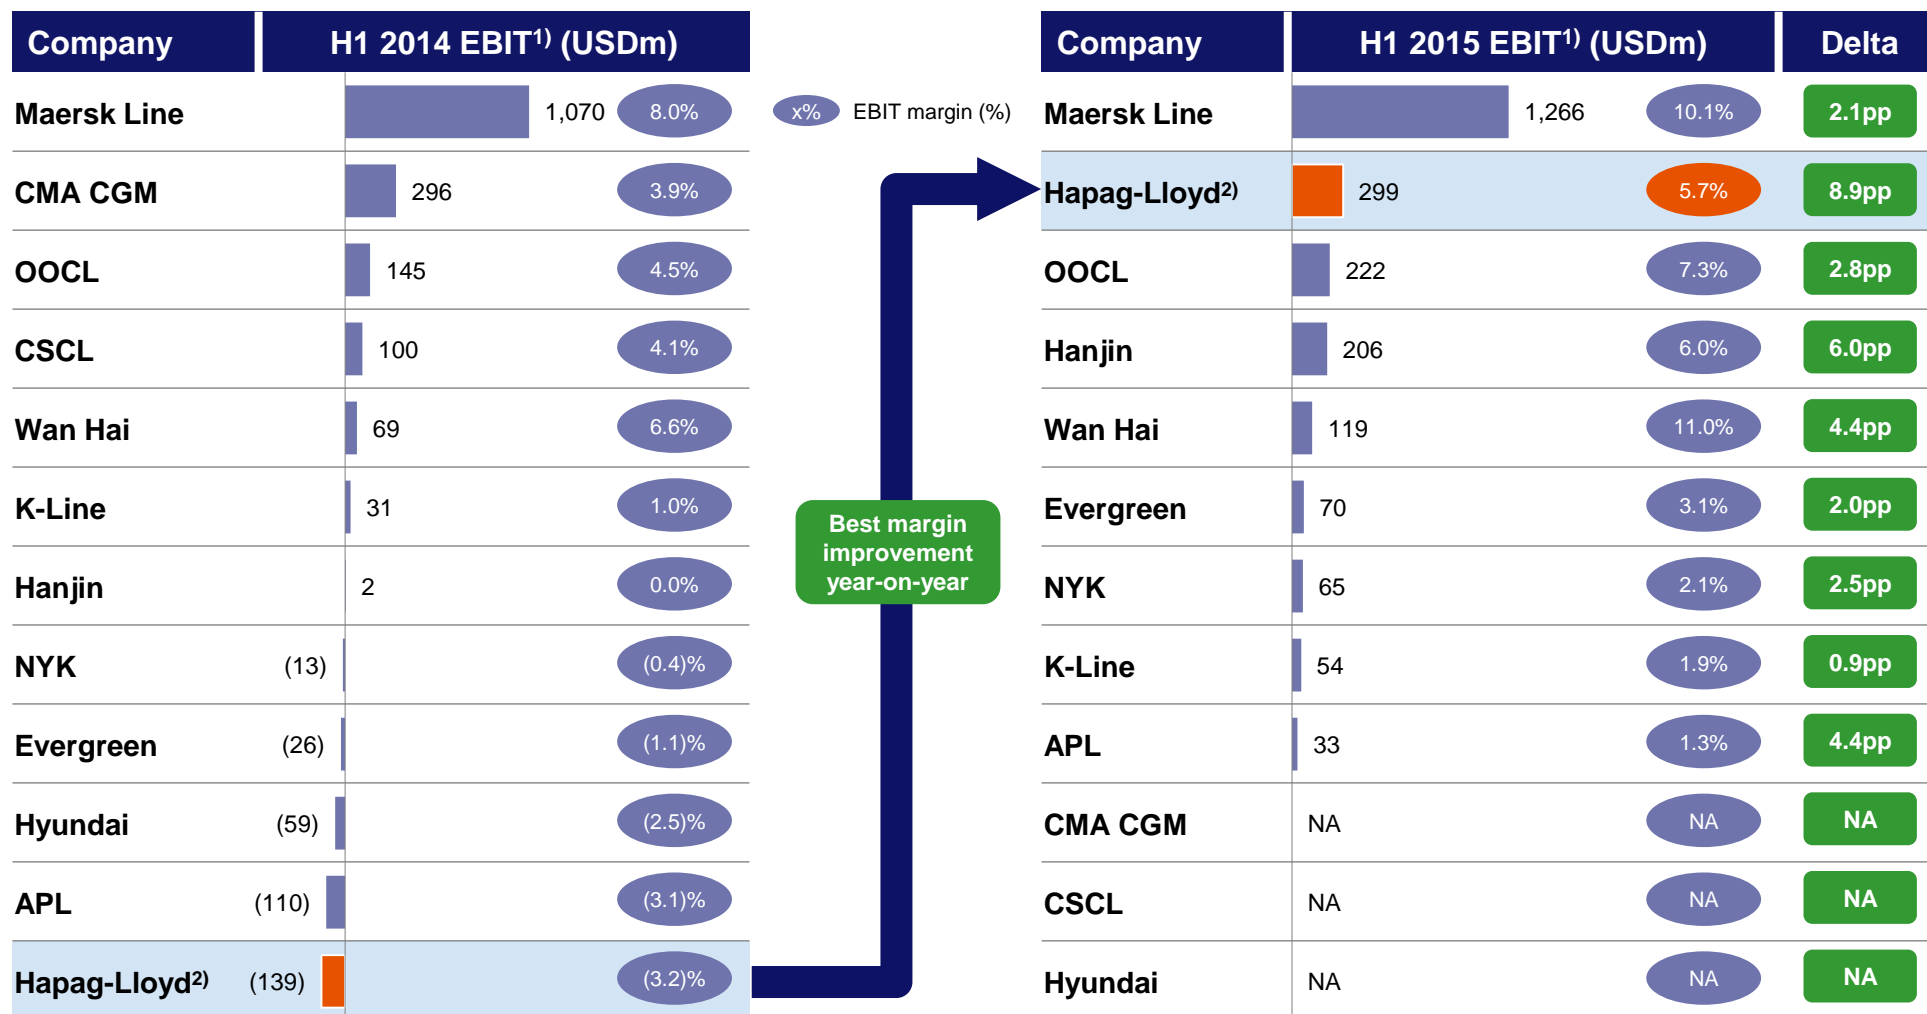 Company H1 2014 EBIT1) (USDm)
Maersk Line 1,070 8.0%
CMA CGM 296 3.9%
OOCL 145 4.5%
CSCL 100 4.1%
Wan Hai 69 6.6%
K-Line 31 1.0%
Hanjin 2 0.0%
NYK (13) (0.4)%
Evergreen (26) (1.1)%
Hyundai (59) (2.5)%
APL (110) (3.1)%
Hapag-Lloyd2) (139) (3.2)%
x% EBIT margin (%)
Best margin
improvement
year-on-year
Company H1 2015 EBIT1) (USDm) Delta
Maersk Line 1,266 10.1% 2.1pp
Hapag-Lloyd2) 299 5.7% 8.9pp
OOCL 222 7.3% 2.8pp
Hanjin 206 6.0% 6.0pp
Wan Hai 119 11.0% 4.4pp
Evergreen 70 3.1% 2.0pp
NYK 65 2.1% 2.5pp
K-Line 54 1.9% 0.9pp
APL 33 1.3% 4.4pp
CMA CGM NA NA NA
CSCL NA NA NA
Hyundai NA NA NA